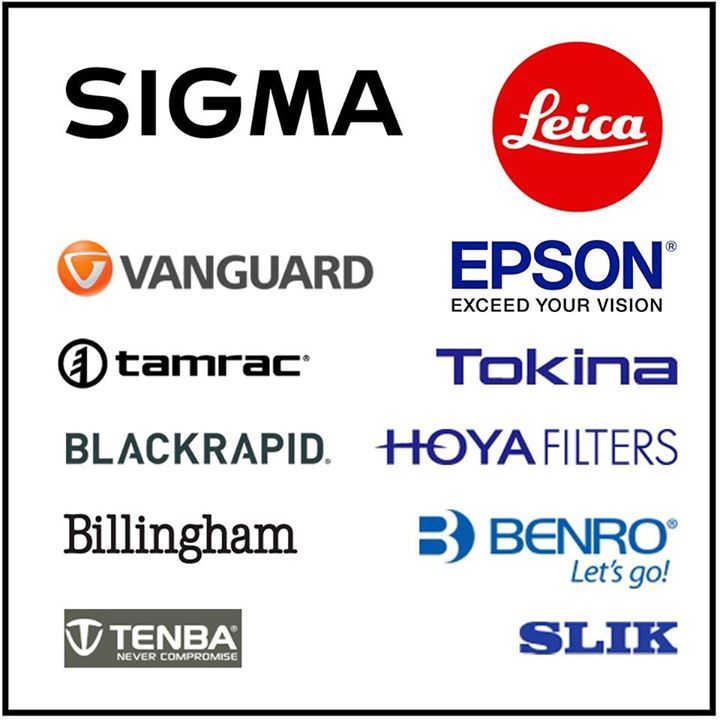 SIGMA
Leica
VANGUARD
EPSON®
EXCEED YOUR VISION
tamrac®
Tokina
BLACKRAPID®
HOYA FILTERS
Billingham
BENRO®
Let's go!
TENBA®
NEVER COMPROMISE
SLIK